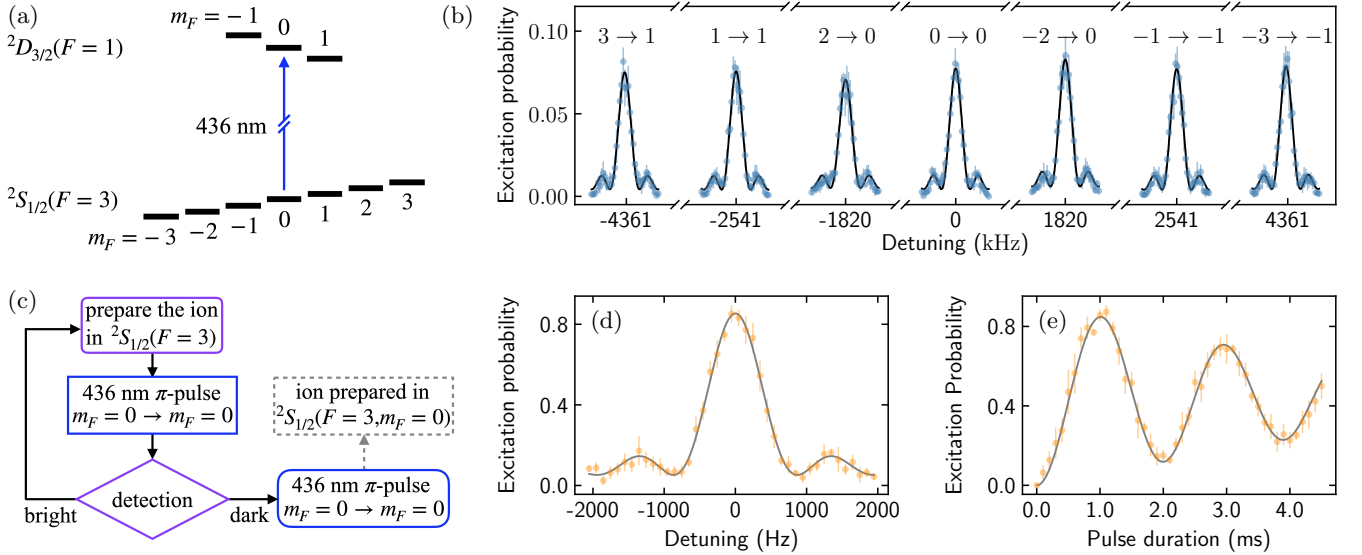 (a)
m_F = −1
0
1
²D₃/₂(F = 1)
436 nm
²S₁/₂(F = 3)
m_F = −3
−2
−1
0
1
2
3
(b)
Excitation probability
0.10
0.05
0.00
3 → 1
1 → 1
2 → 0
0 → 0
−2 → 0
−1 → −1
−3 → −1
-4361
-2541
-1820
0
1820
2541
4361
Detuning (kHz)
(c)
prepare the ion
in ²S₁/₂(F = 3)
436 nm π-pulse
m_F = 0 → m_F = 0
detection
bright
dark
ion prepared in
²S₁/₂(F = 3,m_F = 0)
436 nm π-pulse
m_F = 0 → m_F = 0
(d)
Excitation probability
0.8
0.4
0.0
-2000
-1000
0
1000
2000
Detuning (Hz)
(e)
Excitation Probability
0.8
0.4
0.0
0.0
1.0
2.0
3.0
4.0
Pulse duration (ms)